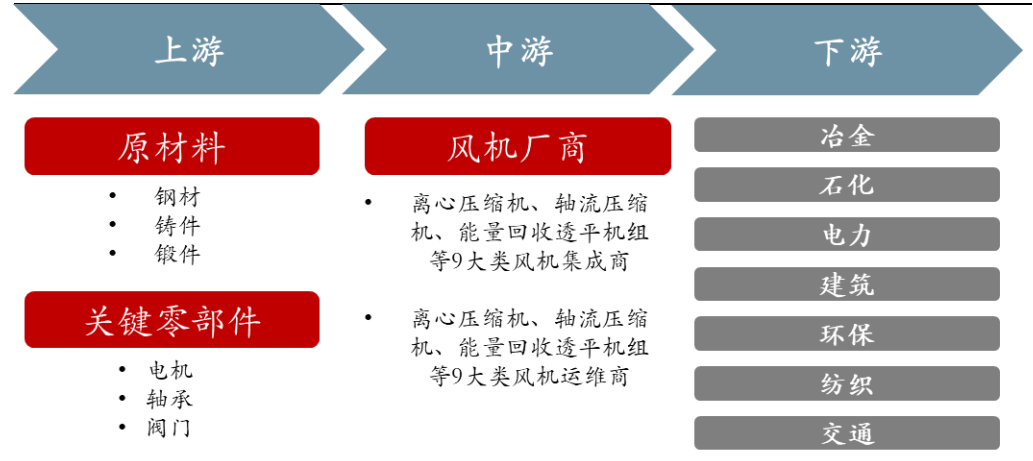 上游
中游
下游
原材料
• 钢材
• 铸件
• 锻件
关键零部件
• 电机
• 轴承
• 阀门
风机厂商
• 离心压缩机、轴流压缩
机、能量回收透平机组
等9大类风机集成商
• 离心压缩机、轴流压缩
机、能量回收透平机组
等9大类风机运维商
冶金
石化
电力
建筑
环保
纺织
交通